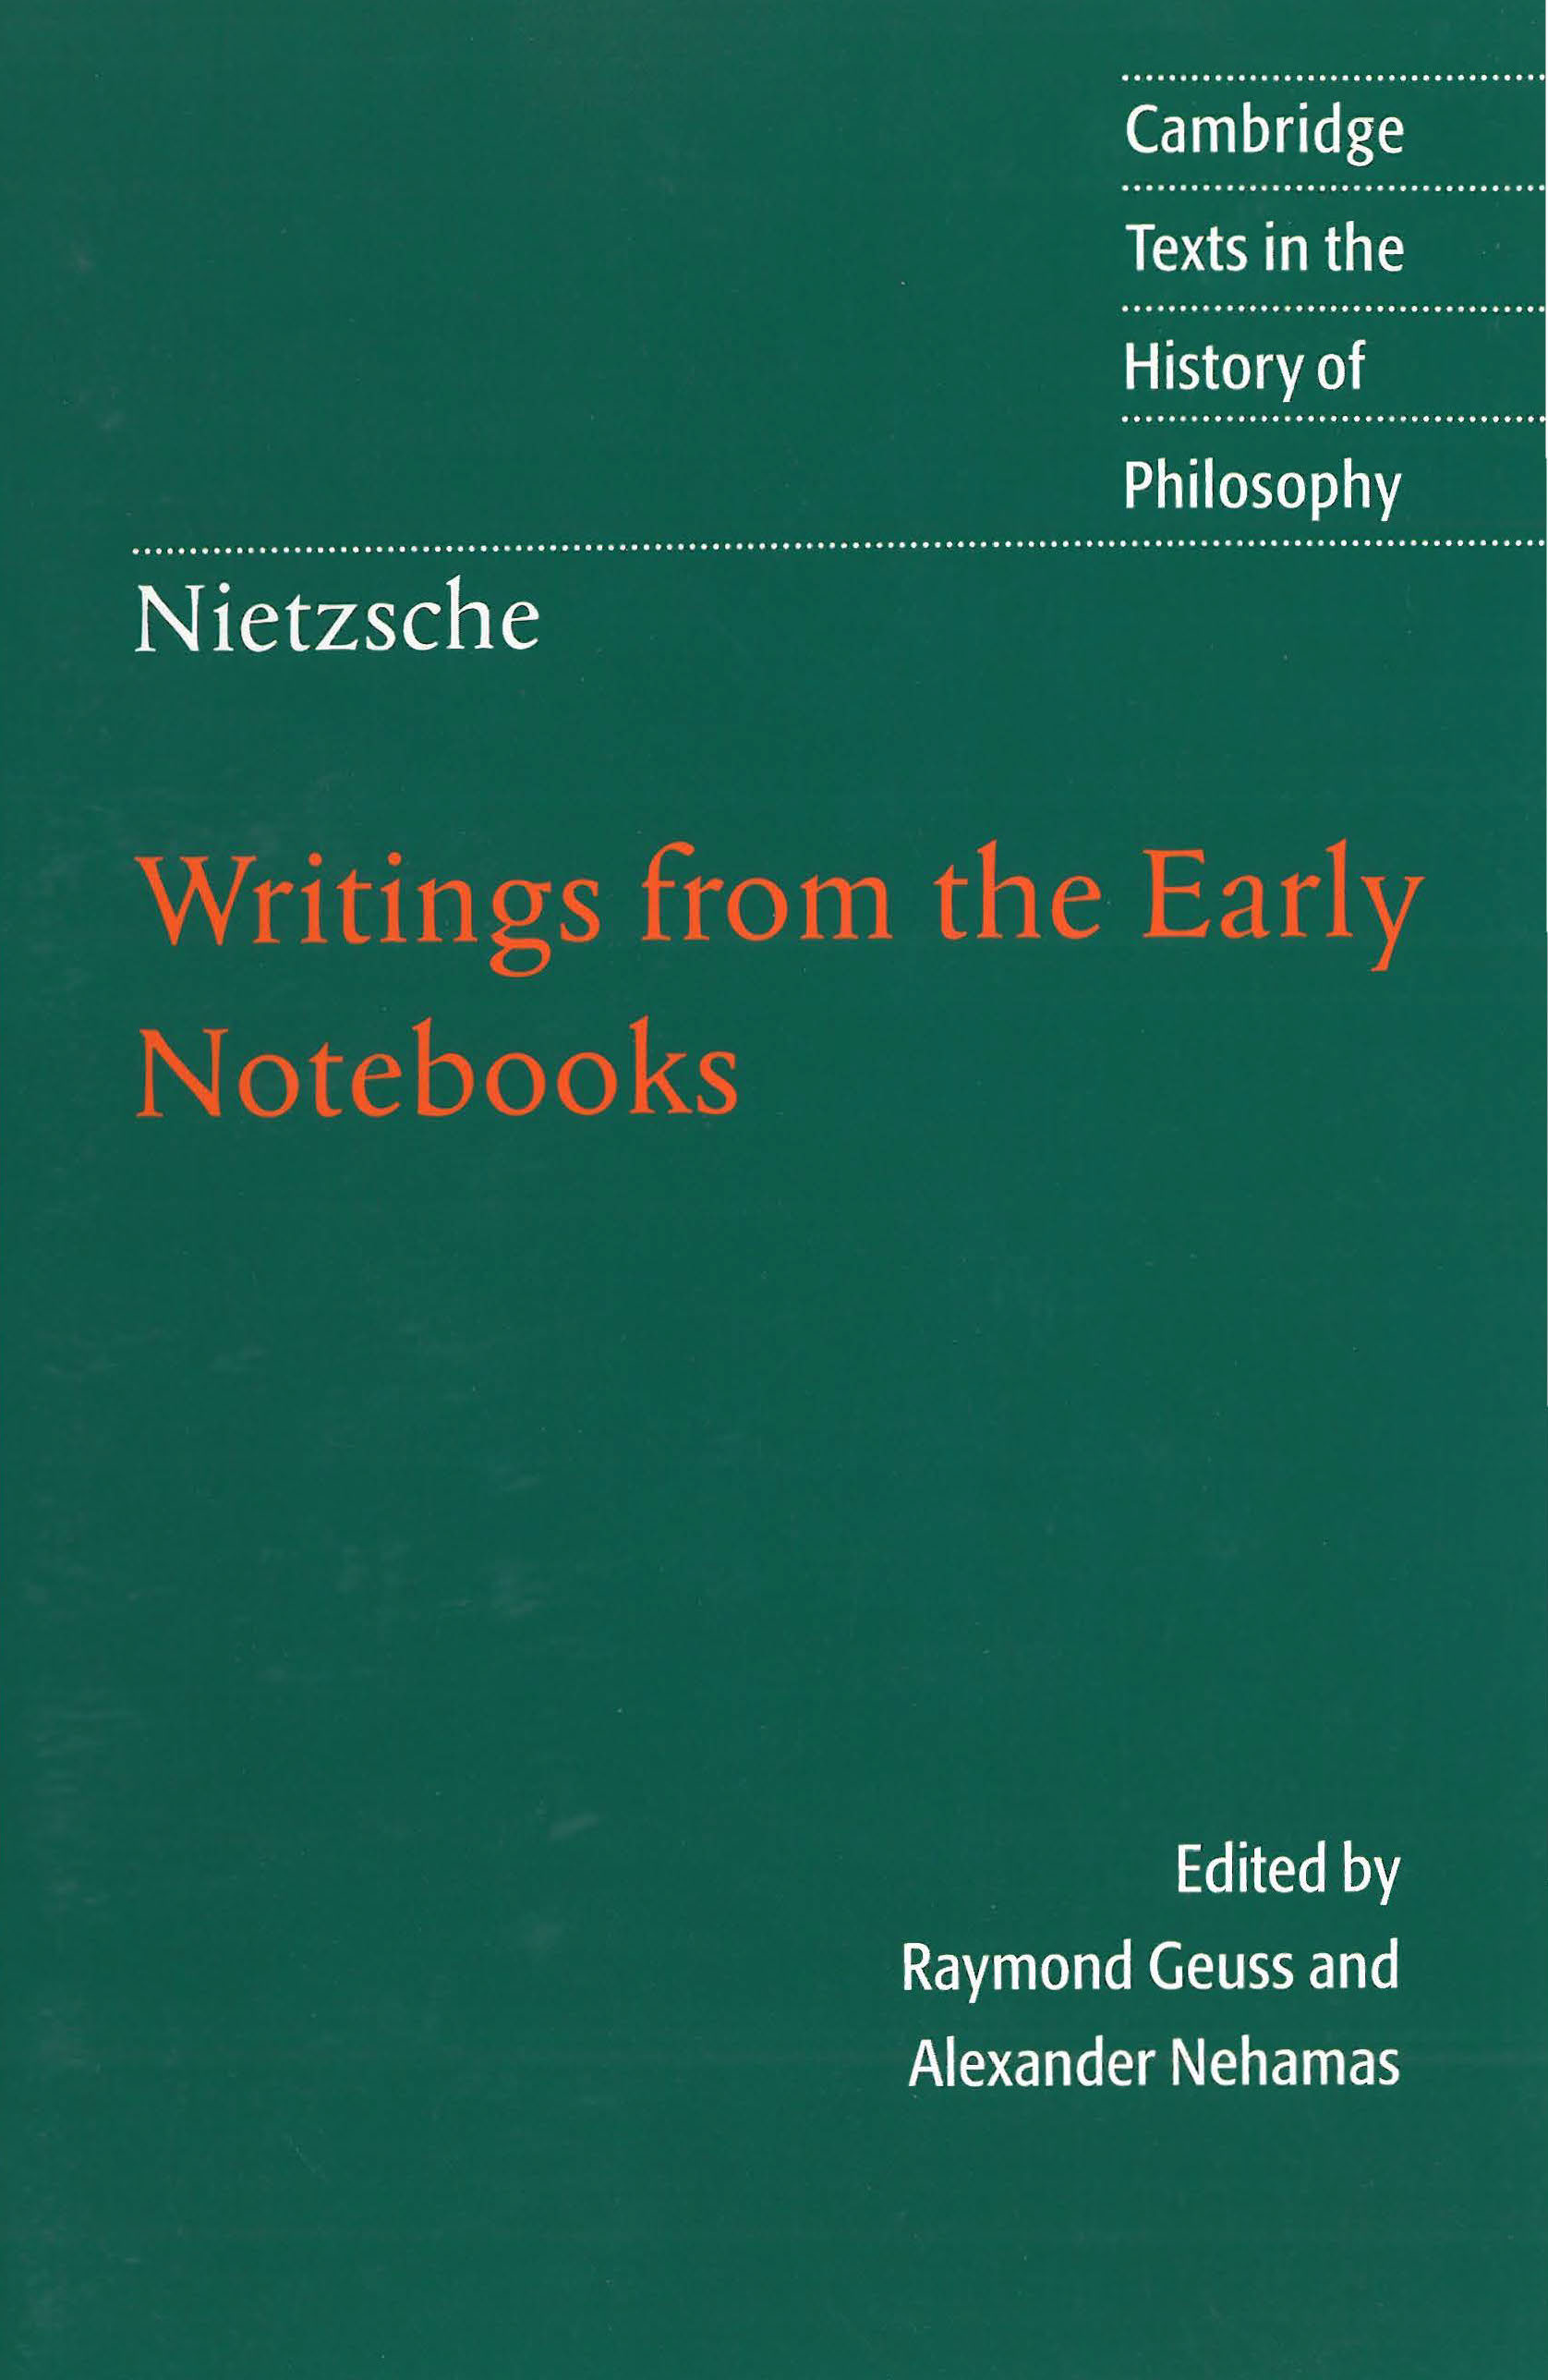 Cambridge
Texts in the
History of
Philosophy
Nietzsche
Writings from the Early
Notebooks
Edited by
Raymond Geuss and
Alexander Nehamas